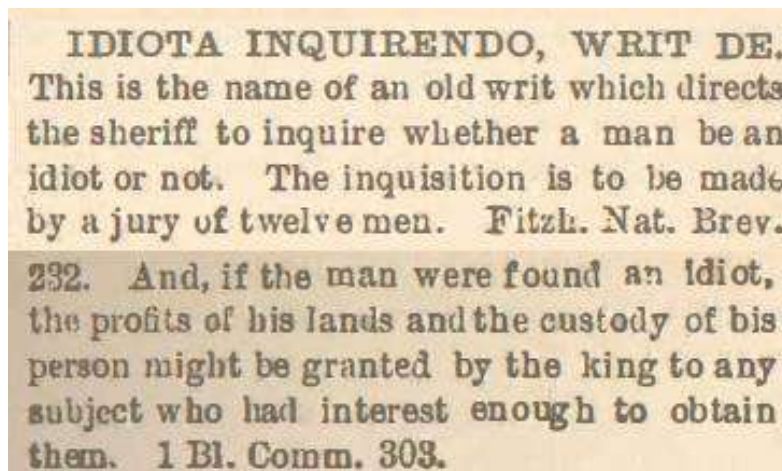 IDIOTA INQUIRENDO, WRIT DE.
This is the name of an old writ which directs
the sheriff to inquire whether a man be an
idiot or not. The inquisition is to be made
by a jury of twelve men. Fitzh. Nat. Brev.
232. And, if the man were found an idiot,
the profits of his lands and the custody of his
person might be granted by the king to any
subject who had interest enough to obtain
them. 1 Bl. Comm. 303.